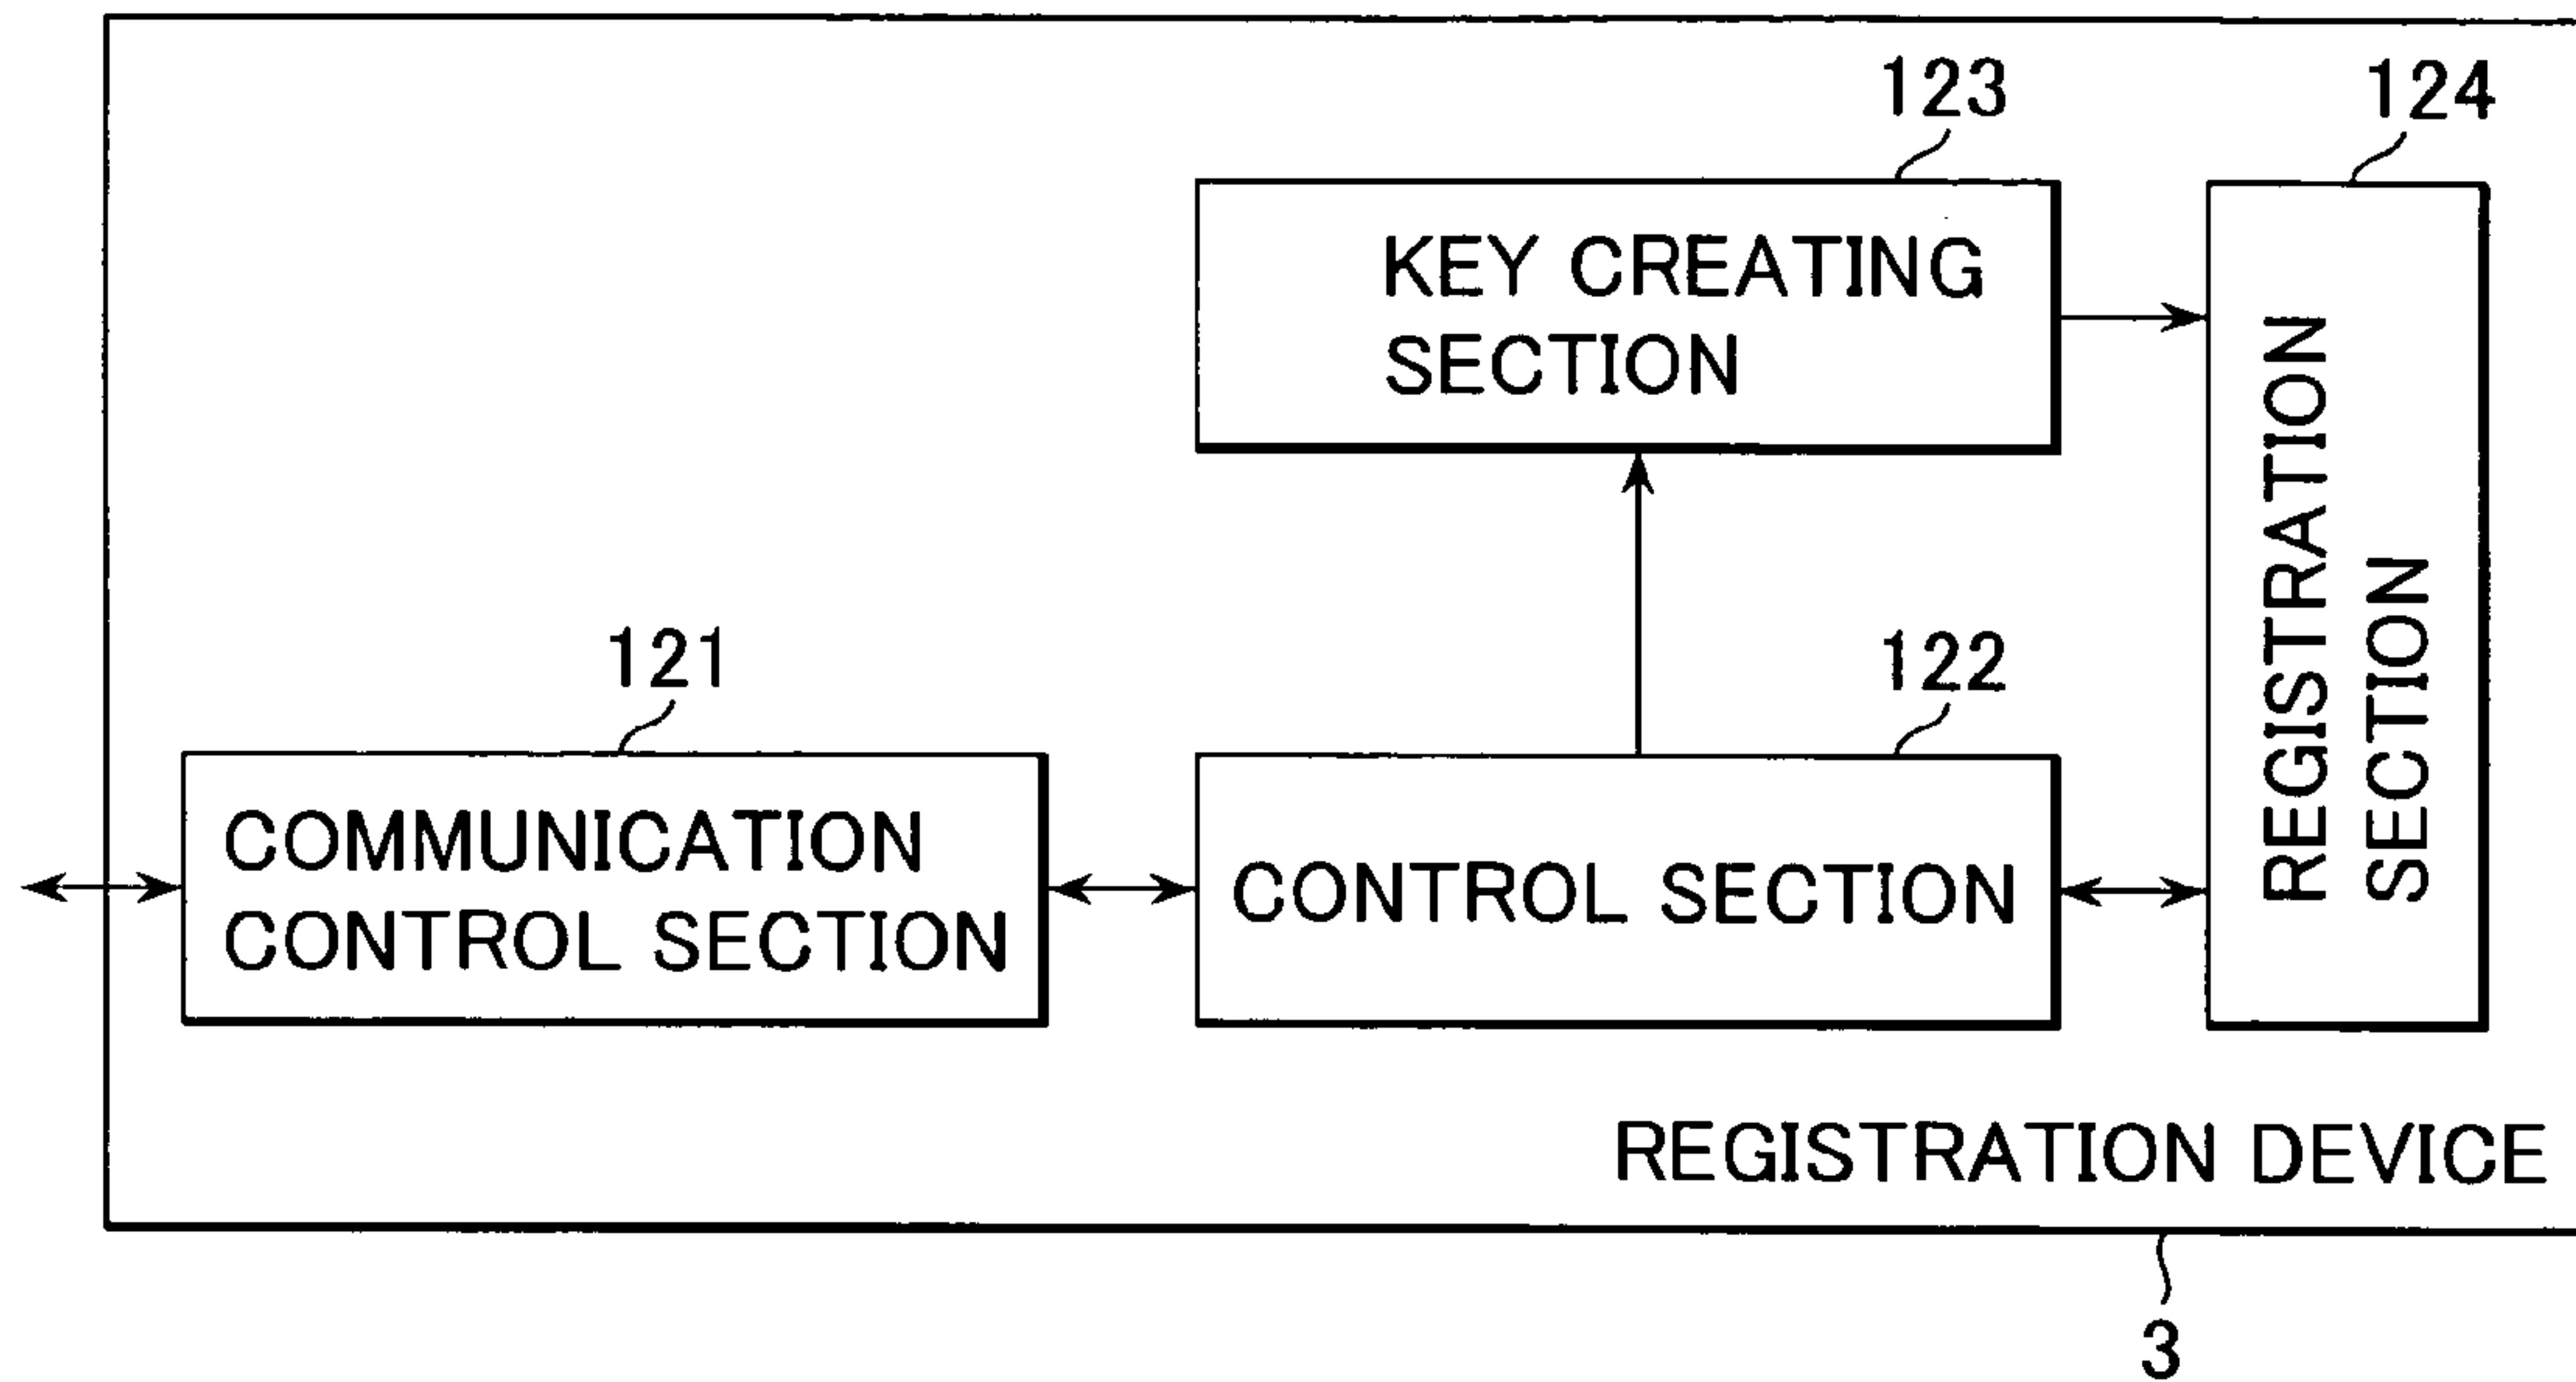 123
124
KEY CREATING
SECTION
REGISTRATION
SECTION
121
122
COMMUNICATION
CONTROL SECTION
CONTROL SECTION
REGISTRATION DEVICE
3